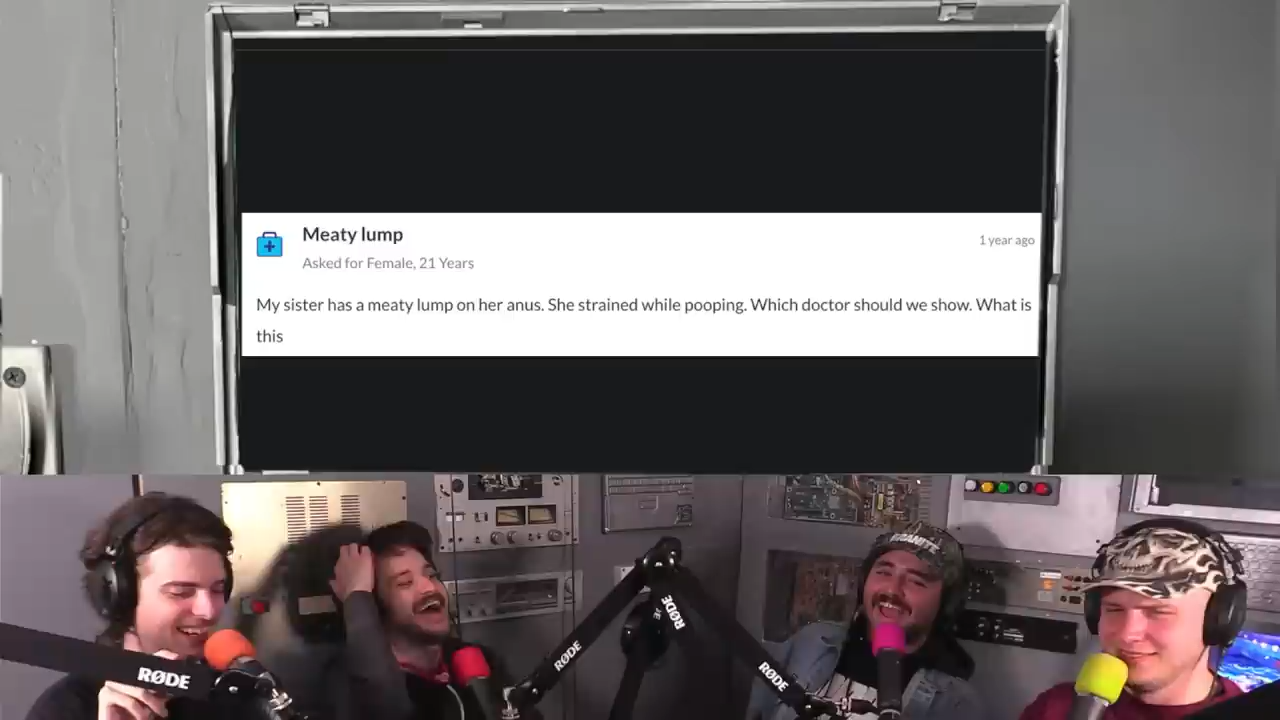 Meaty lump
1 year ago
Asked for Female, 21 Years
My sister has a meaty lump on her anus. She strained while pooping. Which doctor should we show. What is
this
RØDE
RØDE
RØDE
RØDE